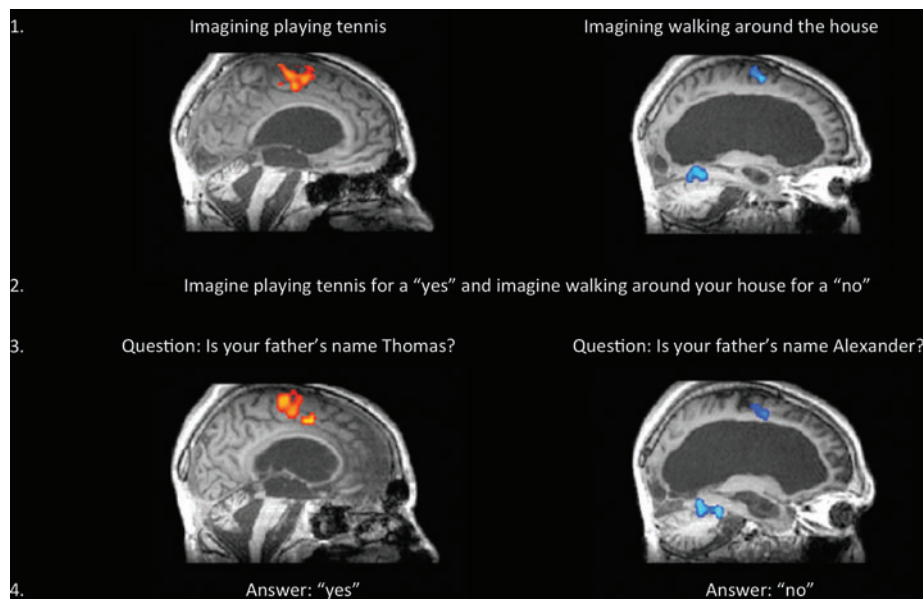 1. Imagining playing tennis Imagining walking around the house
2. Imagine playing tennis for a “yes” and imagine walking around your house for a “no”
3. Question: Is your father’s name Thomas? Question: Is your father’s name Alexander?
4. Answer: “yes” Answer: “no”